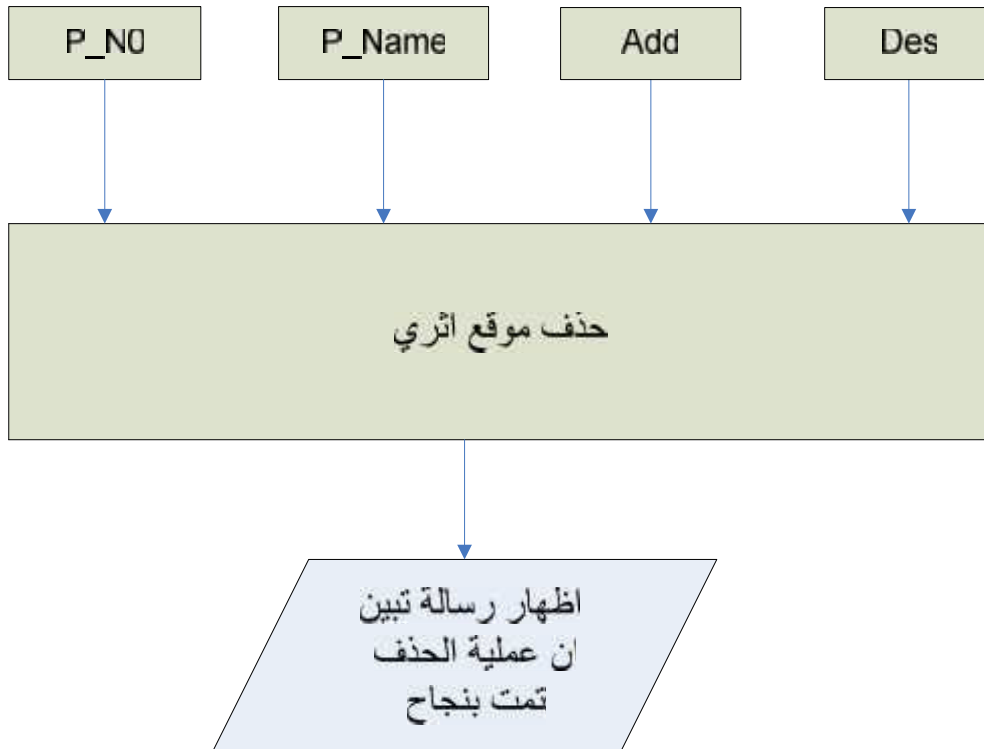 P_N0
P_Name
Add
Des
حذف موقع اثري
اظهار رسالة تبين
ان عملية الحذف
تمت بنجاح